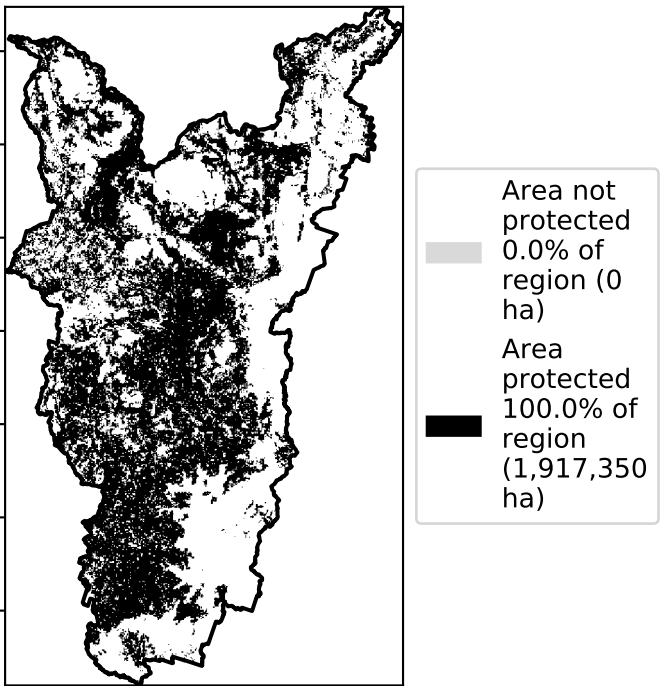 Area not
protected
0.0% of
region (0
ha)
Area
protected
100.0% of
region
(1,917,350
ha)